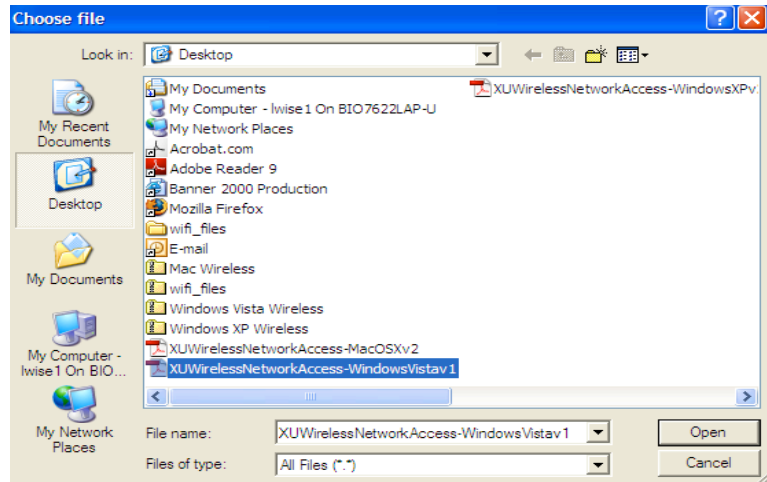 Choose file
Look in: Desktop
My Recent
Documents
Desktop
My Documents
My Computer -
lwise1 On BIO...
My Network
Places
My Documents
My Computer - lwise1 On BIO7622LAP-U
My Network Places
Acrobat.com
Adobe Reader 9
Banner 2000 Production
Mozilla Firefox
wifi_files
E-mail
Mac Wireless
wifi_files
Windows Vista Wireless
Windows XP Wireless
XUWirelessNetworkAccess-MacOSXv2
XUWirelessNetworkAccess-WindowsVistav1
XUWirelessNetworkAccess-WindowsXPv
File name: XUWirelessNetworkAccess-WindowsVistav1 Open
Files of type: All Files (*.*) Cancel